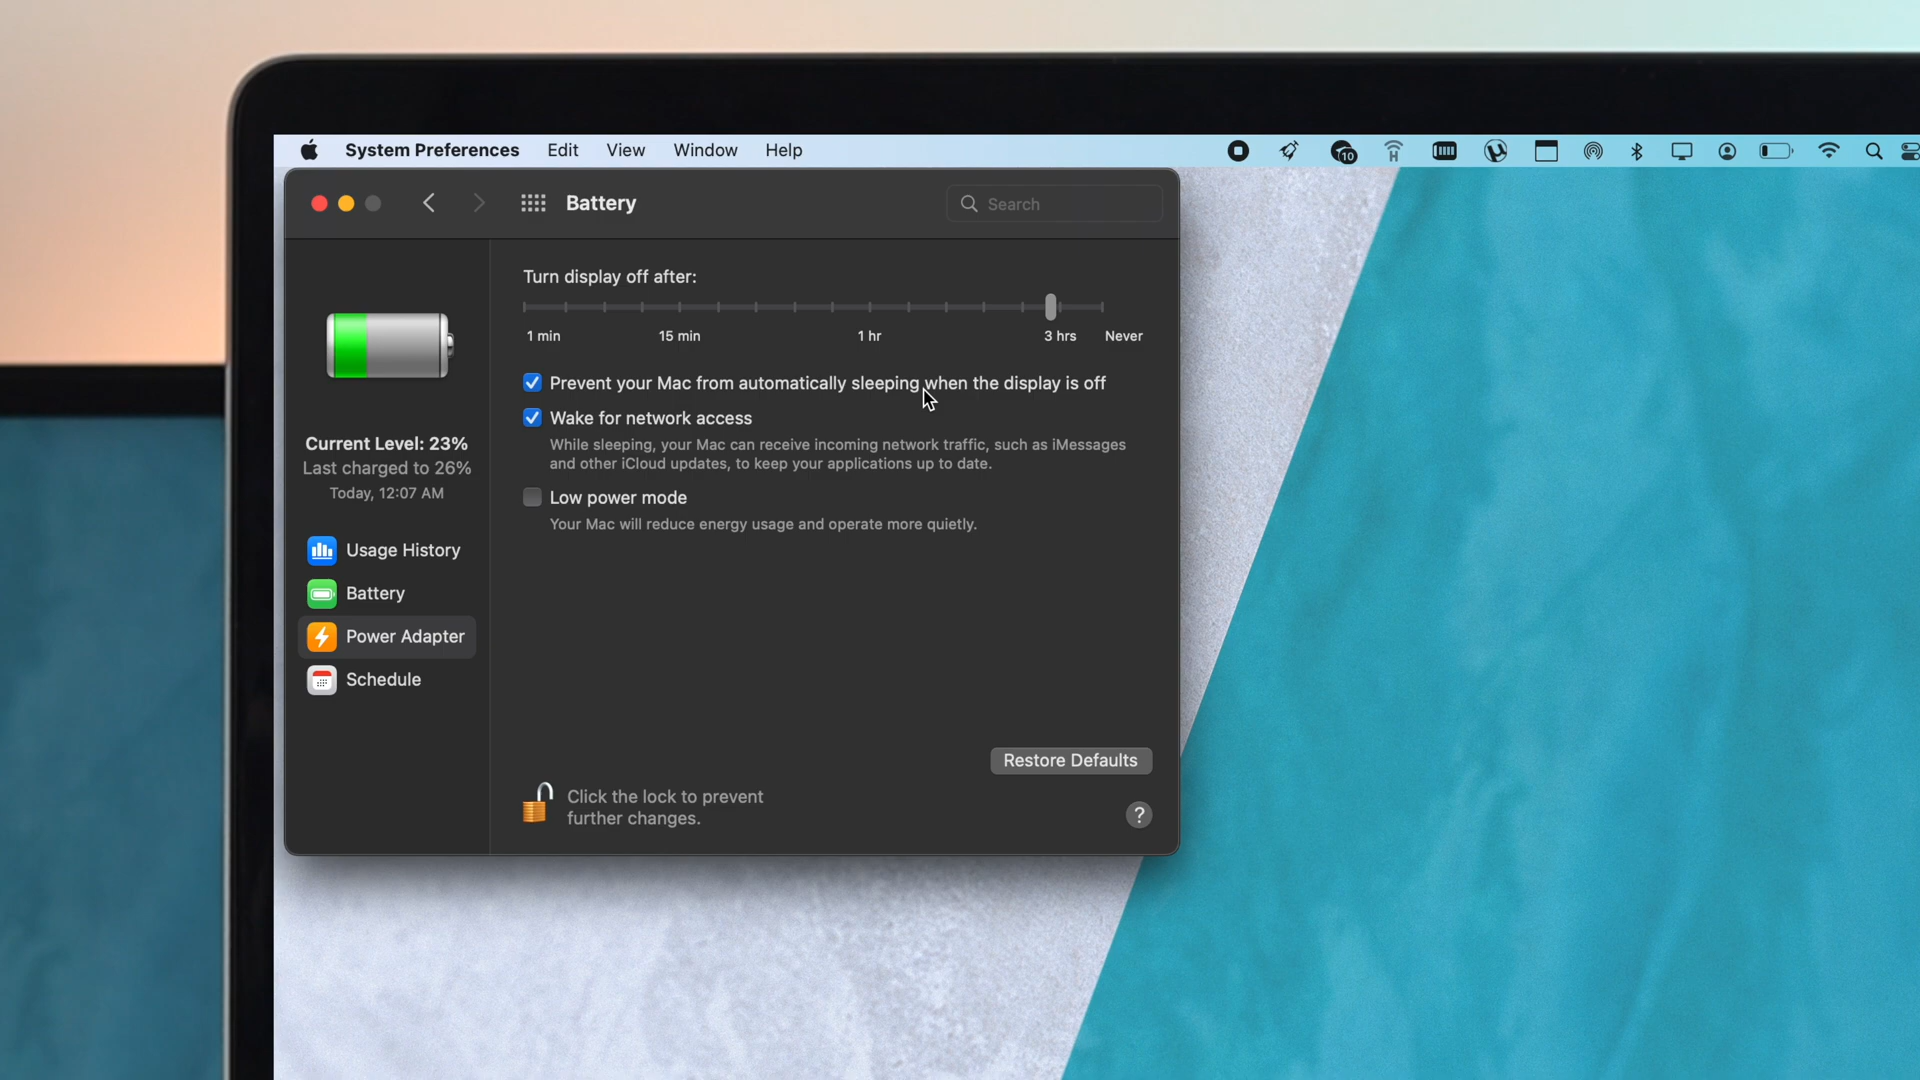 System Preferences Edit View Window Help
10
Battery
Search
Turn display off after:
1 min 15 min 1 hr 3 hrs Never
Prevent your Mac from automatically sleeping when the display is off
Wake for network access
While sleeping, your Mac can receive incoming network traffic, such as iMessages
and other iCloud updates, to keep your applications up to date.
Low power mode
Your Mac will reduce energy usage and operate more quietly.
Current Level: 23%
Last charged to 26%
Today, 12:07 AM
Usage History
Battery
Power Adapter
Schedule
Restore Defaults
Click the lock to prevent
further changes.
?